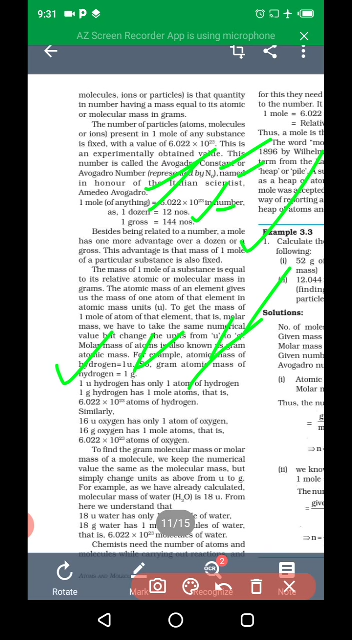 9:31
AZ Screen Recorder App is using microphone
molecules, ions or particles) is that quantity
in number having a mass equal to its atomic
or molecular mass in grams.
The number of particles (atoms, molecules
or ions) present in 1 mole of any substance
is fixed, with a value of 6.022 × 10²³. This is
an experimentally obtained value. This
number is called the Avogadro Constant or
Avogadro Number (represented by N₀), named
in honour of the Italian scientist,
Amedeo Avogadro.
1 mole (of anything) = 6.022 × 10²³ in number,
as, 1 dozen = 12 nos.
1 gross = 144 nos.
Besides being related to a number, a mole
has one more advantage over a dozen or a
gross. This advantage is that mass of 1 mole
of a particular substance is also fixed.
The mass of 1 mole of a substance is equal
to its relative atomic or molecular mass in
grams. The atomic mass of an element gives
us the mass of one atom of that element in
atomic mass units (u). To get the mass of
1 mole of atom of that element, that is, molar
mass, we have to take the same numerical
value but change the units from 'u' to
Molar mass of atoms is also known as gram
atomic mass. For example, atomic mass of
hydrogen=1u. So, gram atomic mass of
hydrogen = 1 g.
1 u hydrogen has only 1 atom of hydrogen
1 g hydrogen has 1 mole atoms, that is,
6.022 × 10²³ atoms of hydrogen.
Similarly,
16 u oxygen has only 1 atom of oxygen,
16 g oxygen has 1 mole atoms, that is,
6.022 × 10²³ atoms of oxygen.
To find the gram molecular mass or molar
mass of a molecule, we keep the numerical
value the same as the molecular mass, but
simply change units as above from u to g.
For example, as we have already calculated,
molecular mass of water (H₂O) is 18 u. From
here we understand that
18 u water has only of water,
18 g water has 1 m ules of water,
that is, 6.022 × 10²³ molecules of water.
Chemists need the number of atoms and
molecules while carrying out reactions, and
for this they need
to the number. It
1 mole = 6.022
= Relati
Thus, a mole is th
The word "mo
1896 by Wilhelm
term from the
'heap' or 'pile'.
as a heap of atom
mole was accepted
way of reporting a
heap of atoms an
Example 3.3
1. Calculate the
following:
(i) 52 g o
mass)
(ii) 12.044
(findin
particle
Solutions:
No. of mole
Given mass
Molar mass
Given numb
Avogadro nu
(i) Atomic
Molar m
Thus, the nu
⇒n=
(ii) we know
1 mole
The num
= give
⇒n=
11/15
2
OCR
Rotate
Mark
Recognize
Note